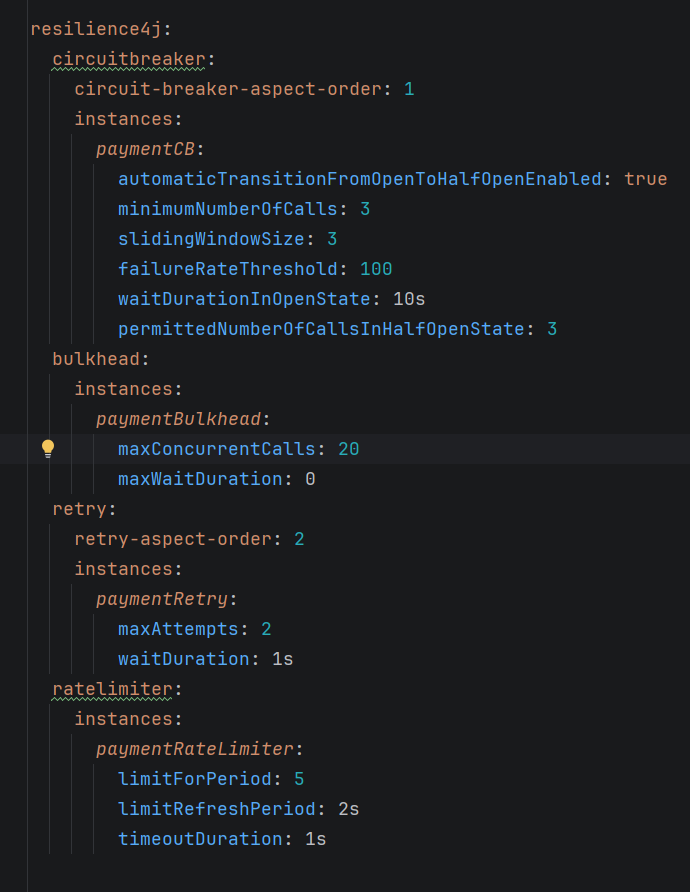 resilience4j:
  circuitbreaker:
    circuit-breaker-aspect-order: 1
    instances:
      paymentCB:
        automaticTransitionFromOpenToHalfOpenEnabled: true
        minimumNumberOfCalls: 3
        slidingWindowSize: 3
        failureRateThreshold: 100
        waitDurationInOpenState: 10s
        permittedNumberOfCallsInHalfOpenState: 3
  bulkhead:
    instances:
      paymentBulkhead:
        maxConcurrentCalls: 20
        maxWaitDuration: 0
  retry:
    retry-aspect-order: 2
    instances:
      paymentRetry:
        maxAttempts: 2
        waitDuration: 1s
  ratelimiter:
    instances:
      paymentRateLimiter:
        limitForPeriod: 5
        limitRefreshPeriod: 2s
        timeoutDuration: 1s